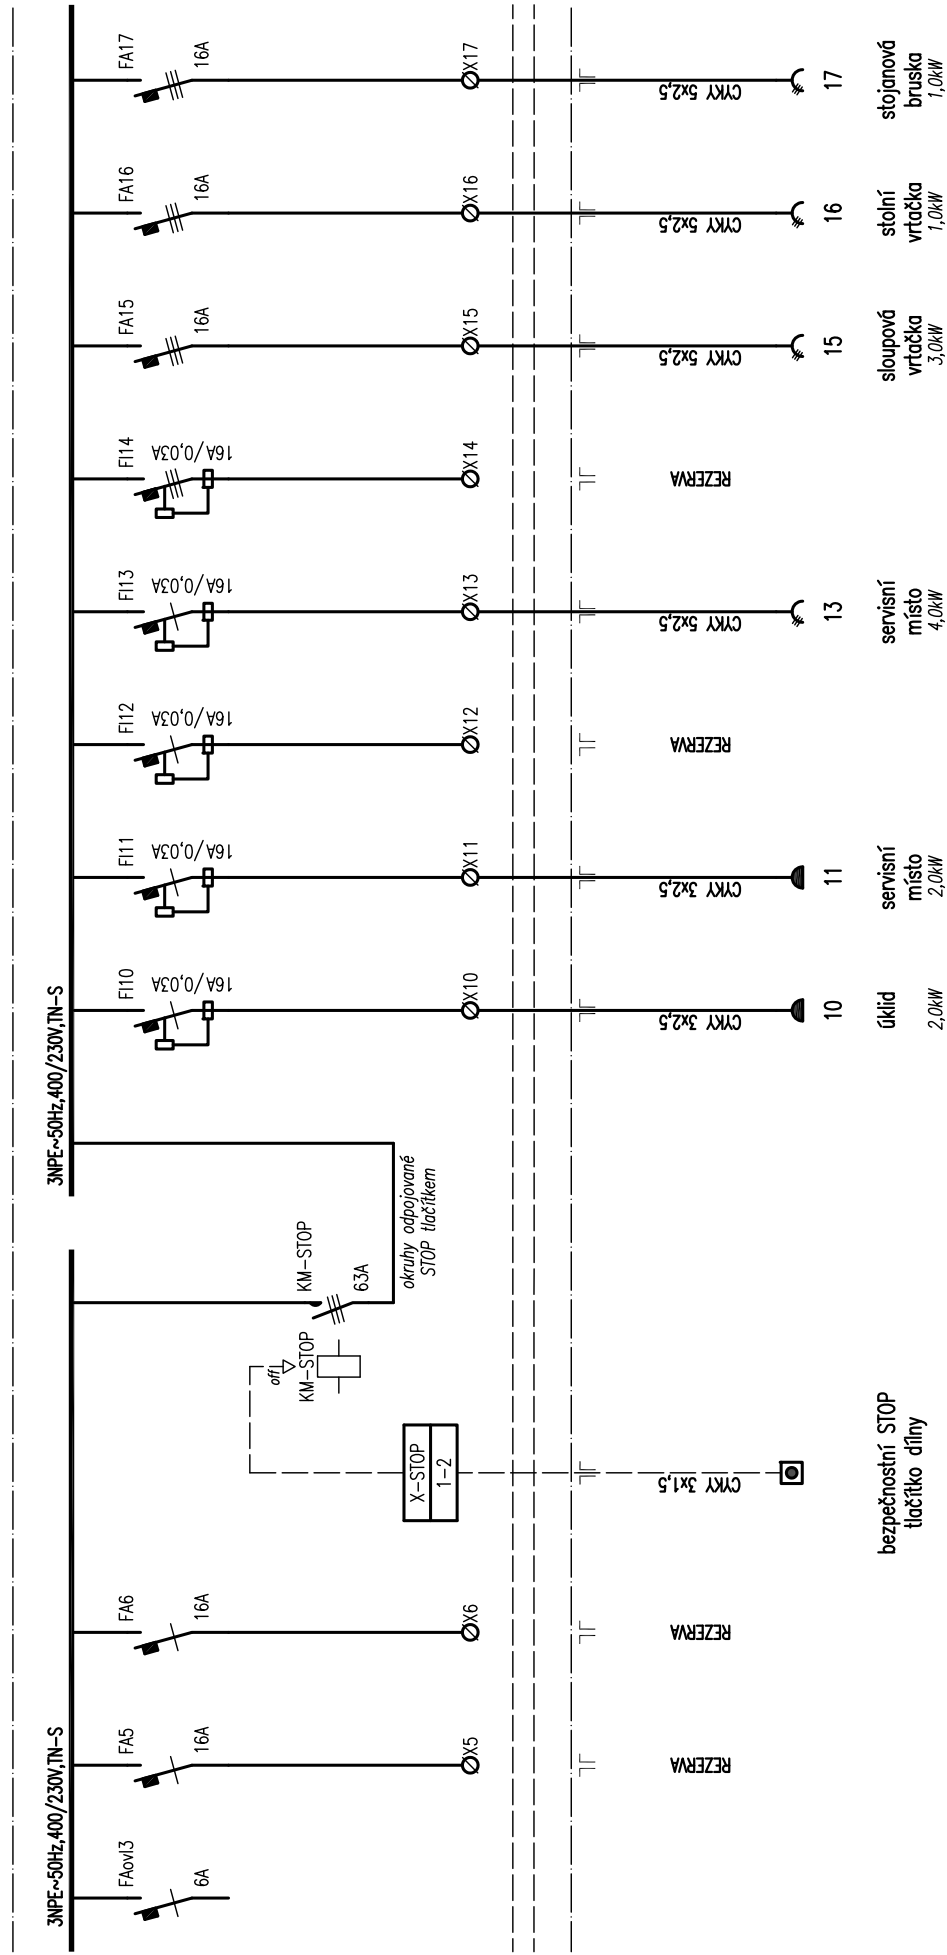 3NPE~50Hz,400/230V,TN-S
FAovl3
6A
FA5
16A
X5
REZERVA
FA6
16A
X6
REZERVA
X-STOP
1-2
CYKY 3x1,5
bezpečnostní STOP
tlačítko dílny
off
KM-STOP
KM-STOP
63A
okruhy odpojované
STOP tlačítkem
3NPE~50Hz,400/230V,TN-S
FI10
16A/0,03A
X10
CYKY 3x2,5
10
úklid
2,0kW
FI11
16A/0,03A
X11
CYKY 3x2,5
11
servisní
místo
2,0kW
FI12
16A/0,03A
X12
REZERVA
FI13
16A/0,03A
X13
CYKY 5x2,5
13
servisní
místo
4,0kW
FI14
16A/0,03A
X14
REZERVA
FA15
16A
X15
CYKY 5x2,5
15
sloupová
vrtačka
3,0kW
FA16
16A
X16
CYKY 5x2,5
16
stolní
vrtačka
1,0kW
FA17
16A
X17
CYKY 5x2,5
17
stojanová
bruska
1,0kW